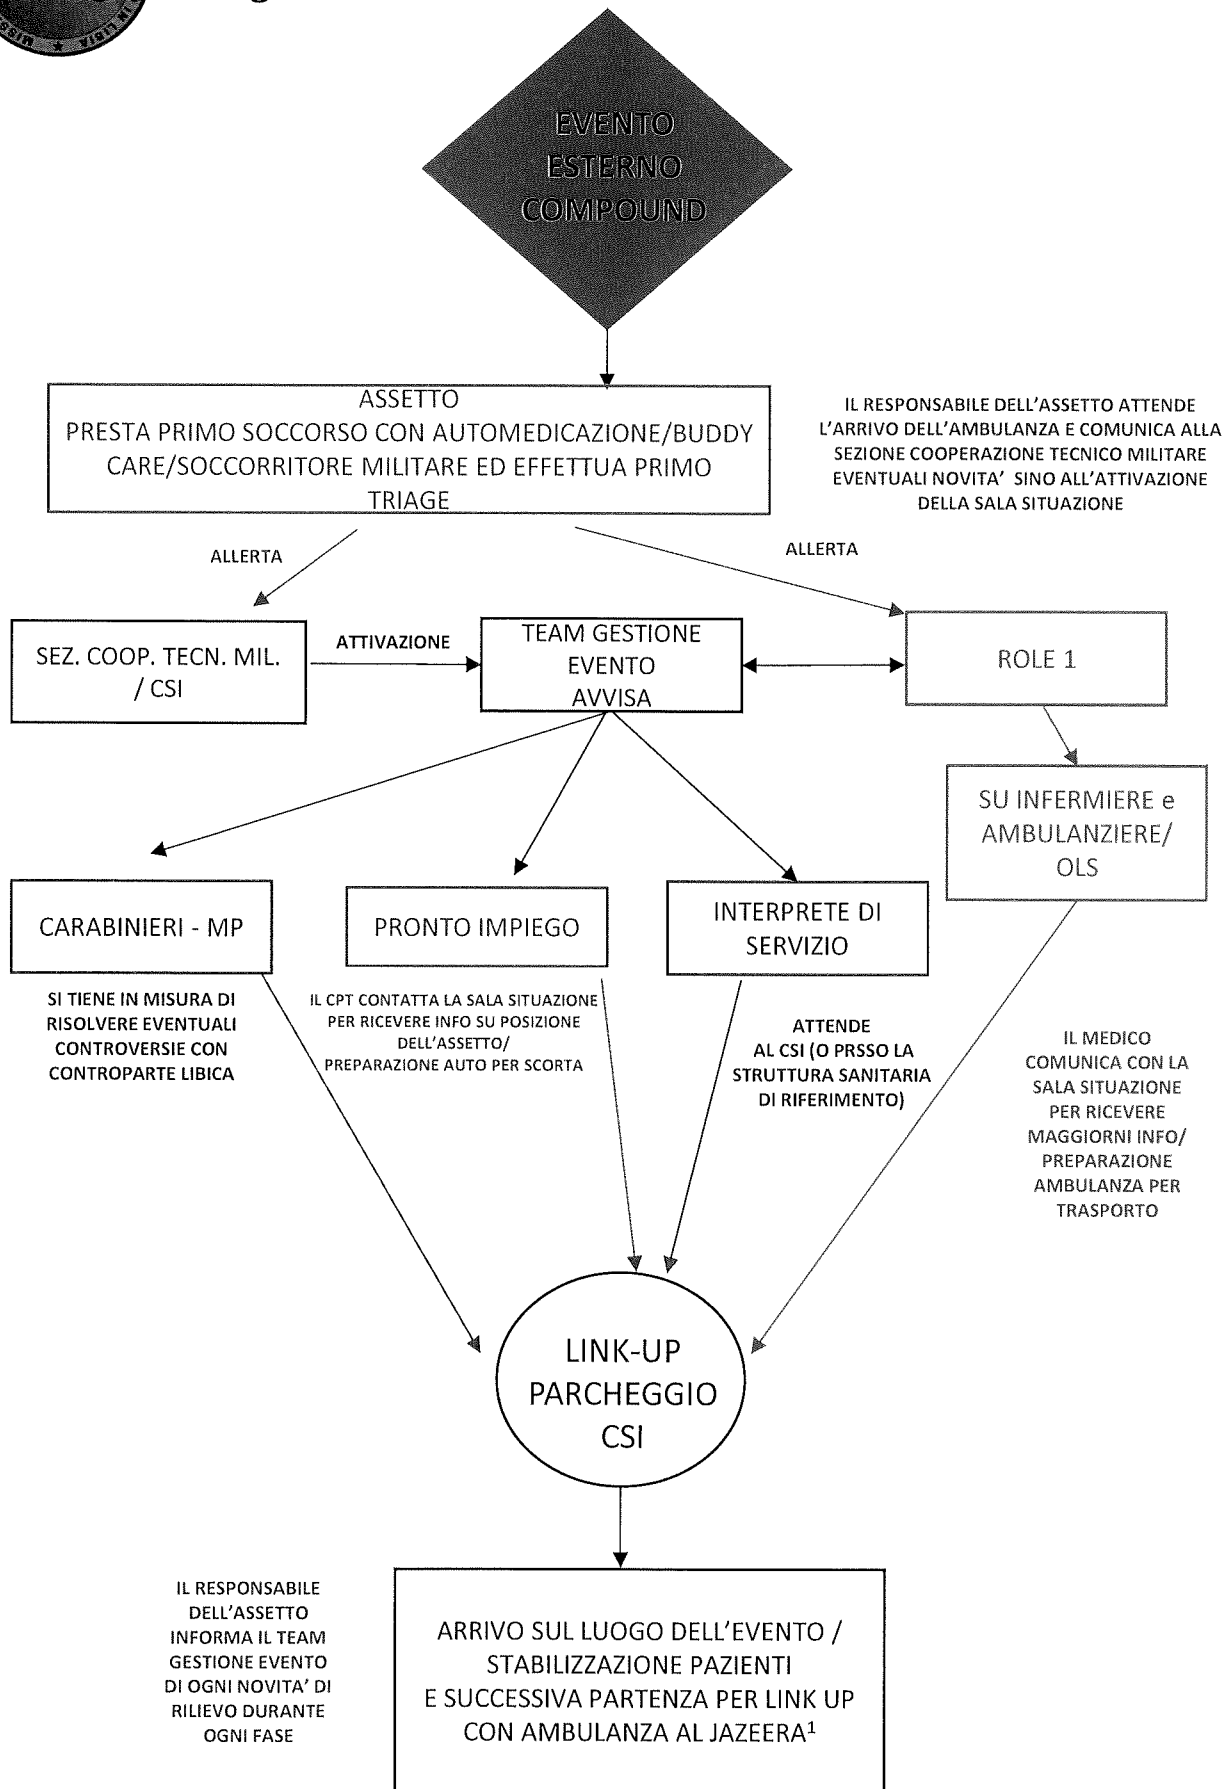 IN LIBIA
EVENTO
ESTERNO
COMPOUND
ASSETTO
PRESTA PRIMO SOCCORSO CON AUTOMEDICAZIONE/BUDDY
CARE/SOCCORRITORE MILITARE ED EFFETTUA PRIMO
TRIAGE
IL RESPONSABILE DELL'ASSETTO ATTENDE
L'ARRIVO DELL'AMBULANZA E COMUNICA ALLA
SEZIONE COOPERAZIONE TECNICO MILITARE
EVENTUALI NOVITA' SINO ALL'ATTIVAZIONE
DELLA SALA SITUAZIONE
ALLERTA
ALLERTA
SEZ. COOP. TECN. MIL.
/ CSI
ATTIVAZIONE
TEAM GESTIONE
EVENTO
AVVISA
ROLE 1
SU INFERMIERE e
AMBULANZIERE/
OLS
CARABINIERI - MP
PRONTO IMPIEGO
INTERPRETE DI
SERVIZIO
SI TIENE IN MISURA DI
RISOLVERE EVENTUALI
CONTROVERSIE CON
CONTROPARTE LIBICA
IL CPT CONTATTA LA SALA SITUAZIONE
PER RICEVERE INFO SU POSIZIONE
DELL'ASSETTO/
PREPARAZIONE AUTO PER SCORTA
ATTENDE
AL CSI (O PRSSO LA
STRUTTURA SANITARIA
DI RIFERIMENTO)
IL MEDICO
COMUNICA CON LA
SALA SITUAZIONE
PER RICEVERE
MAGGIORNI INFO/
PREPARAZIONE
AMBULANZA PER
TRASPORTO
LINK-UP
PARCHEGGIO
CSI
IL RESPONSABILE
DELL'ASSETTO
INFORMA IL TEAM
GESTIONE EVENTO
DI OGNI NOVITA' DI
RILIEVO DURANTE
OGNI FASE
ARRIVO SUL LUOGO DELL'EVENTO /
STABILIZZAZIONE PAZIENTI
E SUCCESSIVA PARTENZA PER LINK UP
CON AMBULANZA AL JAZEERA¹